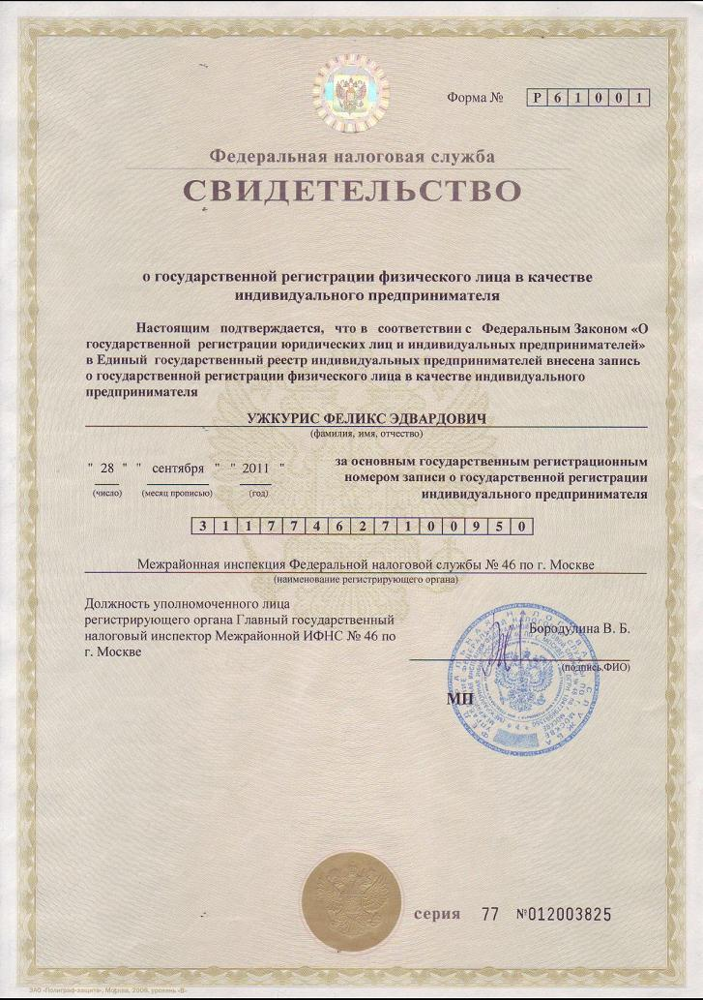 Форма № Р 6 1 0 0 1
Федеральная налоговая служба
СВИДЕТЕЛЬСТВО
о государственной регистрации физического лица в качестве
индивидуального предпринимателя
Настоящим подтверждается, что в соответствии с Федеральным Законом «О
государственной регистрации юридических лиц и индивидуальных предпринимателей»
в Единый государственный реестр индивидуальных предпринимателей внесена запись
о государственной регистрации физического лица в качестве индивидуального
предпринимателя
УЖКУРИС ФЕЛИКС ЭДВАРДОВИЧ
(фамилия, имя, отчество)
" 28 " " сентября " " 2011 "
(число) (месяц прописью) (год)
за основным государственным регистрационным
номером записи о государственной регистрации
индивидуального предпринимателя
3 1 1 7 7 4 6 2 7 1 0 0 9 5 0
Межрайонная инспекция Федеральной налоговой службы № 46 по г. Москве
(наименование регистрирующего органа)
Должность уполномоченного лица
регистрирующего органа Главный государственный
налоговый инспектор Межрайонной ИФНС № 46 по
г. Москве
Бородулина В. Б.
(подпись, ФИО)
МП
серия 77 №012003825
ЗАО «Полиграф-защита», Москва, 2008, уровень «В»